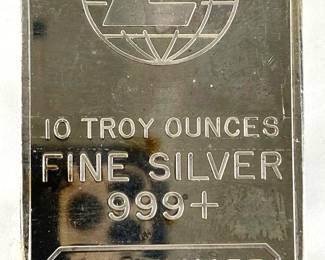 10 TROY OUNCES
FINE SILVER
999+